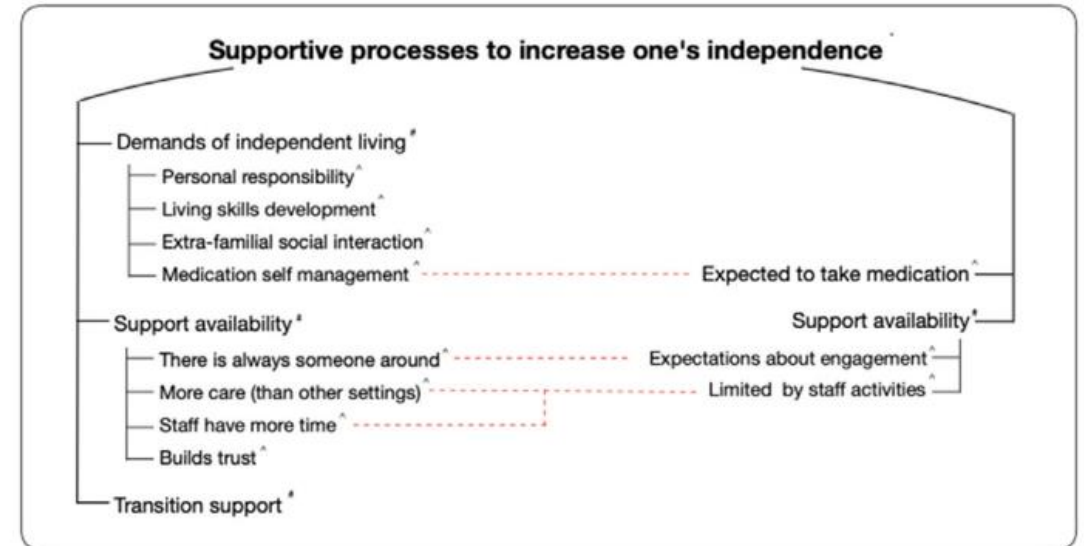 Supportive processes to increase one's independence
Demands of independent living#
Personal responsibility^
Living skills development^
Extra-familial social interaction^
Medication self management^
Expected to take medication^
Support availability#
Support availability#
There is always someone around^
Expectations about engagement^
More care (than other settings)^
Limited by staff activities^
Staff have more time^
Builds trust^
Transition support#